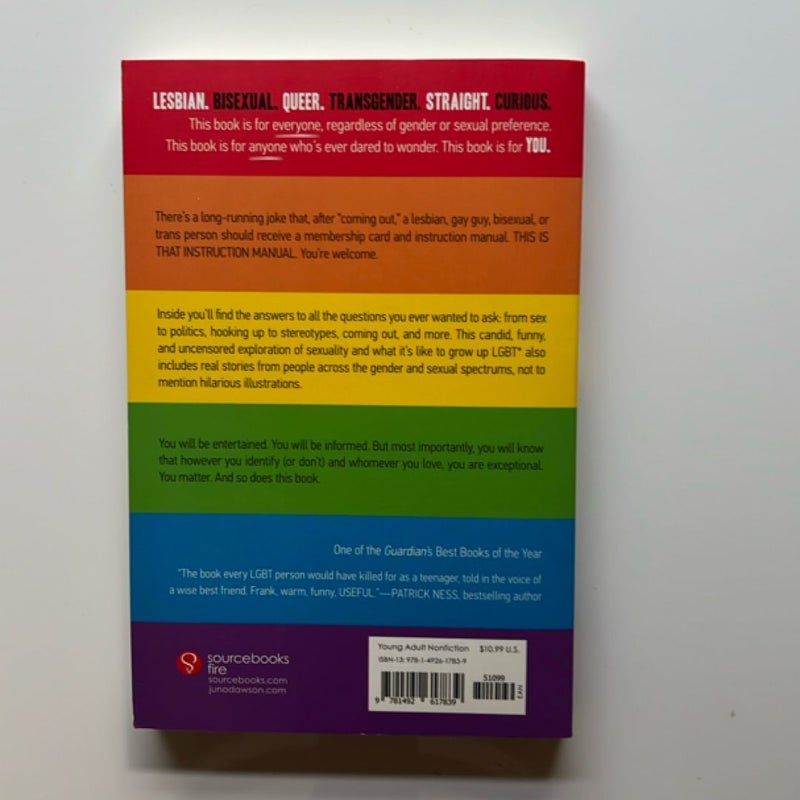 LESBIAN. BISEXUAL. QUEER. TRANSGENDER. STRAIGHT. CURIOUS.
This book is for everyone, regardless of gender or sexual preference.
This book is for anyone who's ever dared to wonder. This book is for YOU.
There's a long-running joke that, after "coming out," a lesbian, gay guy, bisexual, or
trans person should receive a membership card and instruction manual. THIS IS
THAT INSTRUCTION MANUAL. You're welcome.
Inside you'll find the answers to all the questions you ever wanted to ask: from sex
to politics, hooking up to stereotypes, coming out, and more. This candid, funny,
and uncensored exploration of sexuality and what it's like to grow up LGBT* also
includes real stories from people across the gender and sexual spectrums, not to
mention hilarious illustrations.
You will be entertained. You will be informed. But most importantly, you will know
that however you identify (or don't) and whomever you love, you are exceptional.
You matter. And so does this book.
One of the Guardian's Best Books of the Year
"The book every LGBT person would have killed for as a teenager, told in the voice of
a wise best friend. Frank, warm, funny, USEFUL."—PATRICK NESS, bestselling author
sourcebooks
fire
sourcebooks.com
junodawson.com
Young Adult Nonfiction $10.99 U.S.
ISBN-13: 978-1-4926-1783-9
51099
9 781492 617839
EAN